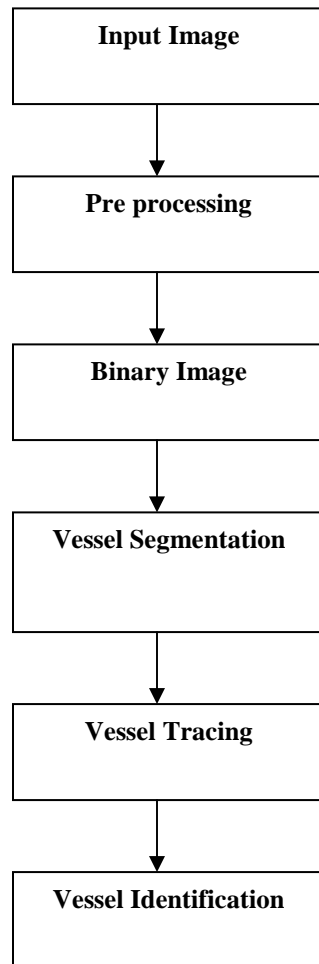 Input Image
Pre processing
Binary Image
Vessel Segmentation
Vessel Tracing
Vessel Identification